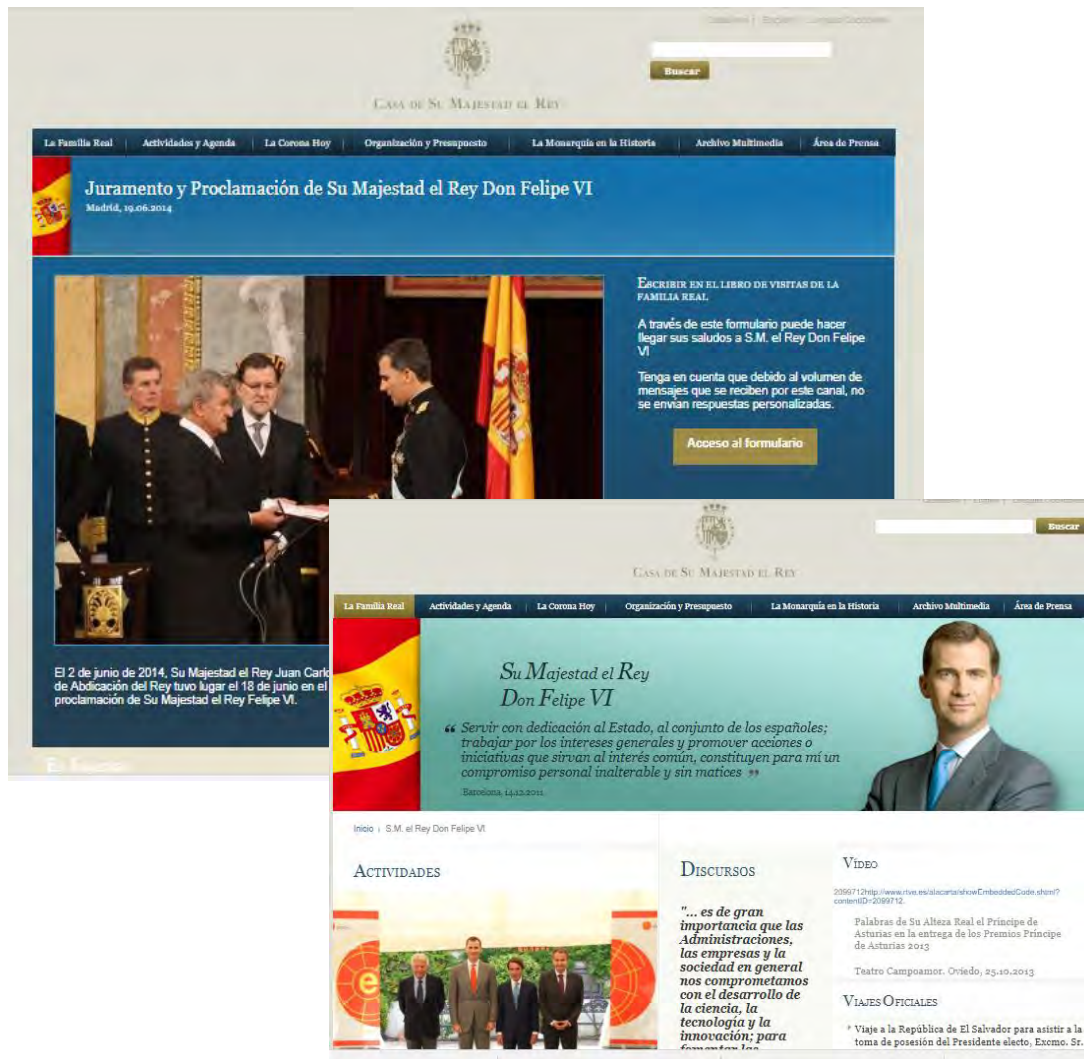 Buscar
CASA DE SU MAJESTAD EL REY
La Familia Real
Actividades y Agenda
La Corona Hoy
Organización y Presupuesto
La Monarquía en la Historia
Archivo Multimedia
Área de Prensa
Juramento y Proclamación de Su Majestad el Rey Don Felipe VI
Madrid, 19.06.2014
ESCRIBIR EN EL LIBRO DE VISITAS DE LA
FAMILIA REAL
A través de este formulario puede hacer
llegar sus saludos a S.M. el Rey Don Felipe
VI
Tenga en cuenta que debido al volumen de
mensajes que se reciben por este canal, no
se envían respuestas personalizadas.
Acceso al formulario
El 2 de junio de 2014, Su Majestad el Rey Juan
de Abdicación del Rey tuvo lugar el 18 de junio en el
proclamación de Su Majestad el Rey Felipe VI.
Buscar
CASA DE SU MAJESTAD EL REY
La Familia Real
Actividades y Agenda
La Corona Hoy
Organización y Presupuesto
La Monarquía en la Historia
Archivo Multimedia
Área de Prensa
Su Majestad el Rey
Don Felipe VI
“ Servir con dedicación al Estado, al conjunto de los españoles;
trabajar por los intereses generales y promover acciones o
iniciativas que sirvan al interés común, constituyen para mí un
compromiso personal inalterable y sin matices ”
Barcelona, 14.12.2011
Inicio
S.M. el Rey Don Felipe VI
ACTIVIDADES
e
DISCURSOS
"... es de gran
importancia que las
Administraciones,
las empresas y la
sociedad en general
nos comprometamos
con el desarrollo de
la ciencia, la
tecnología y la
innovación; para
VÍDEO
2099712http://www.rtve.es/alacarta/showEmbeddedCode.shtml?
contentID=2099712.
Palabras de Su Alteza Real el Príncipe de
Asturias en la entrega de los Premios Príncipe
de Asturias 2013
Teatro Campoamor. Oviedo, 25.10.2013
VIAJES OFICIALES
* Viaje a la República de El Salvador para asistir a la
toma de posesión del Presidente electo, Excmo. Sr.